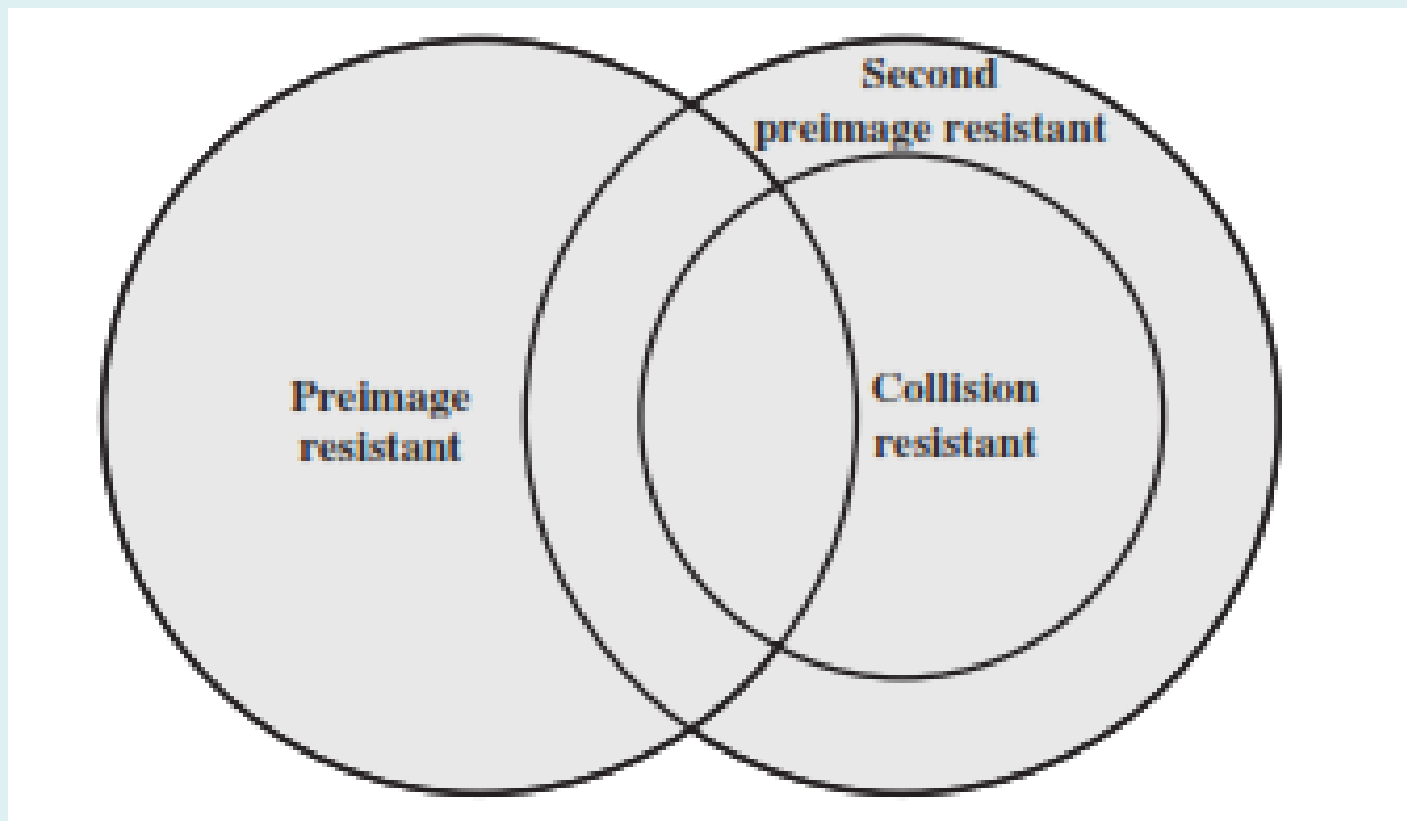 Second
preimage resistant
Preimage
resistant
Collision
resistant